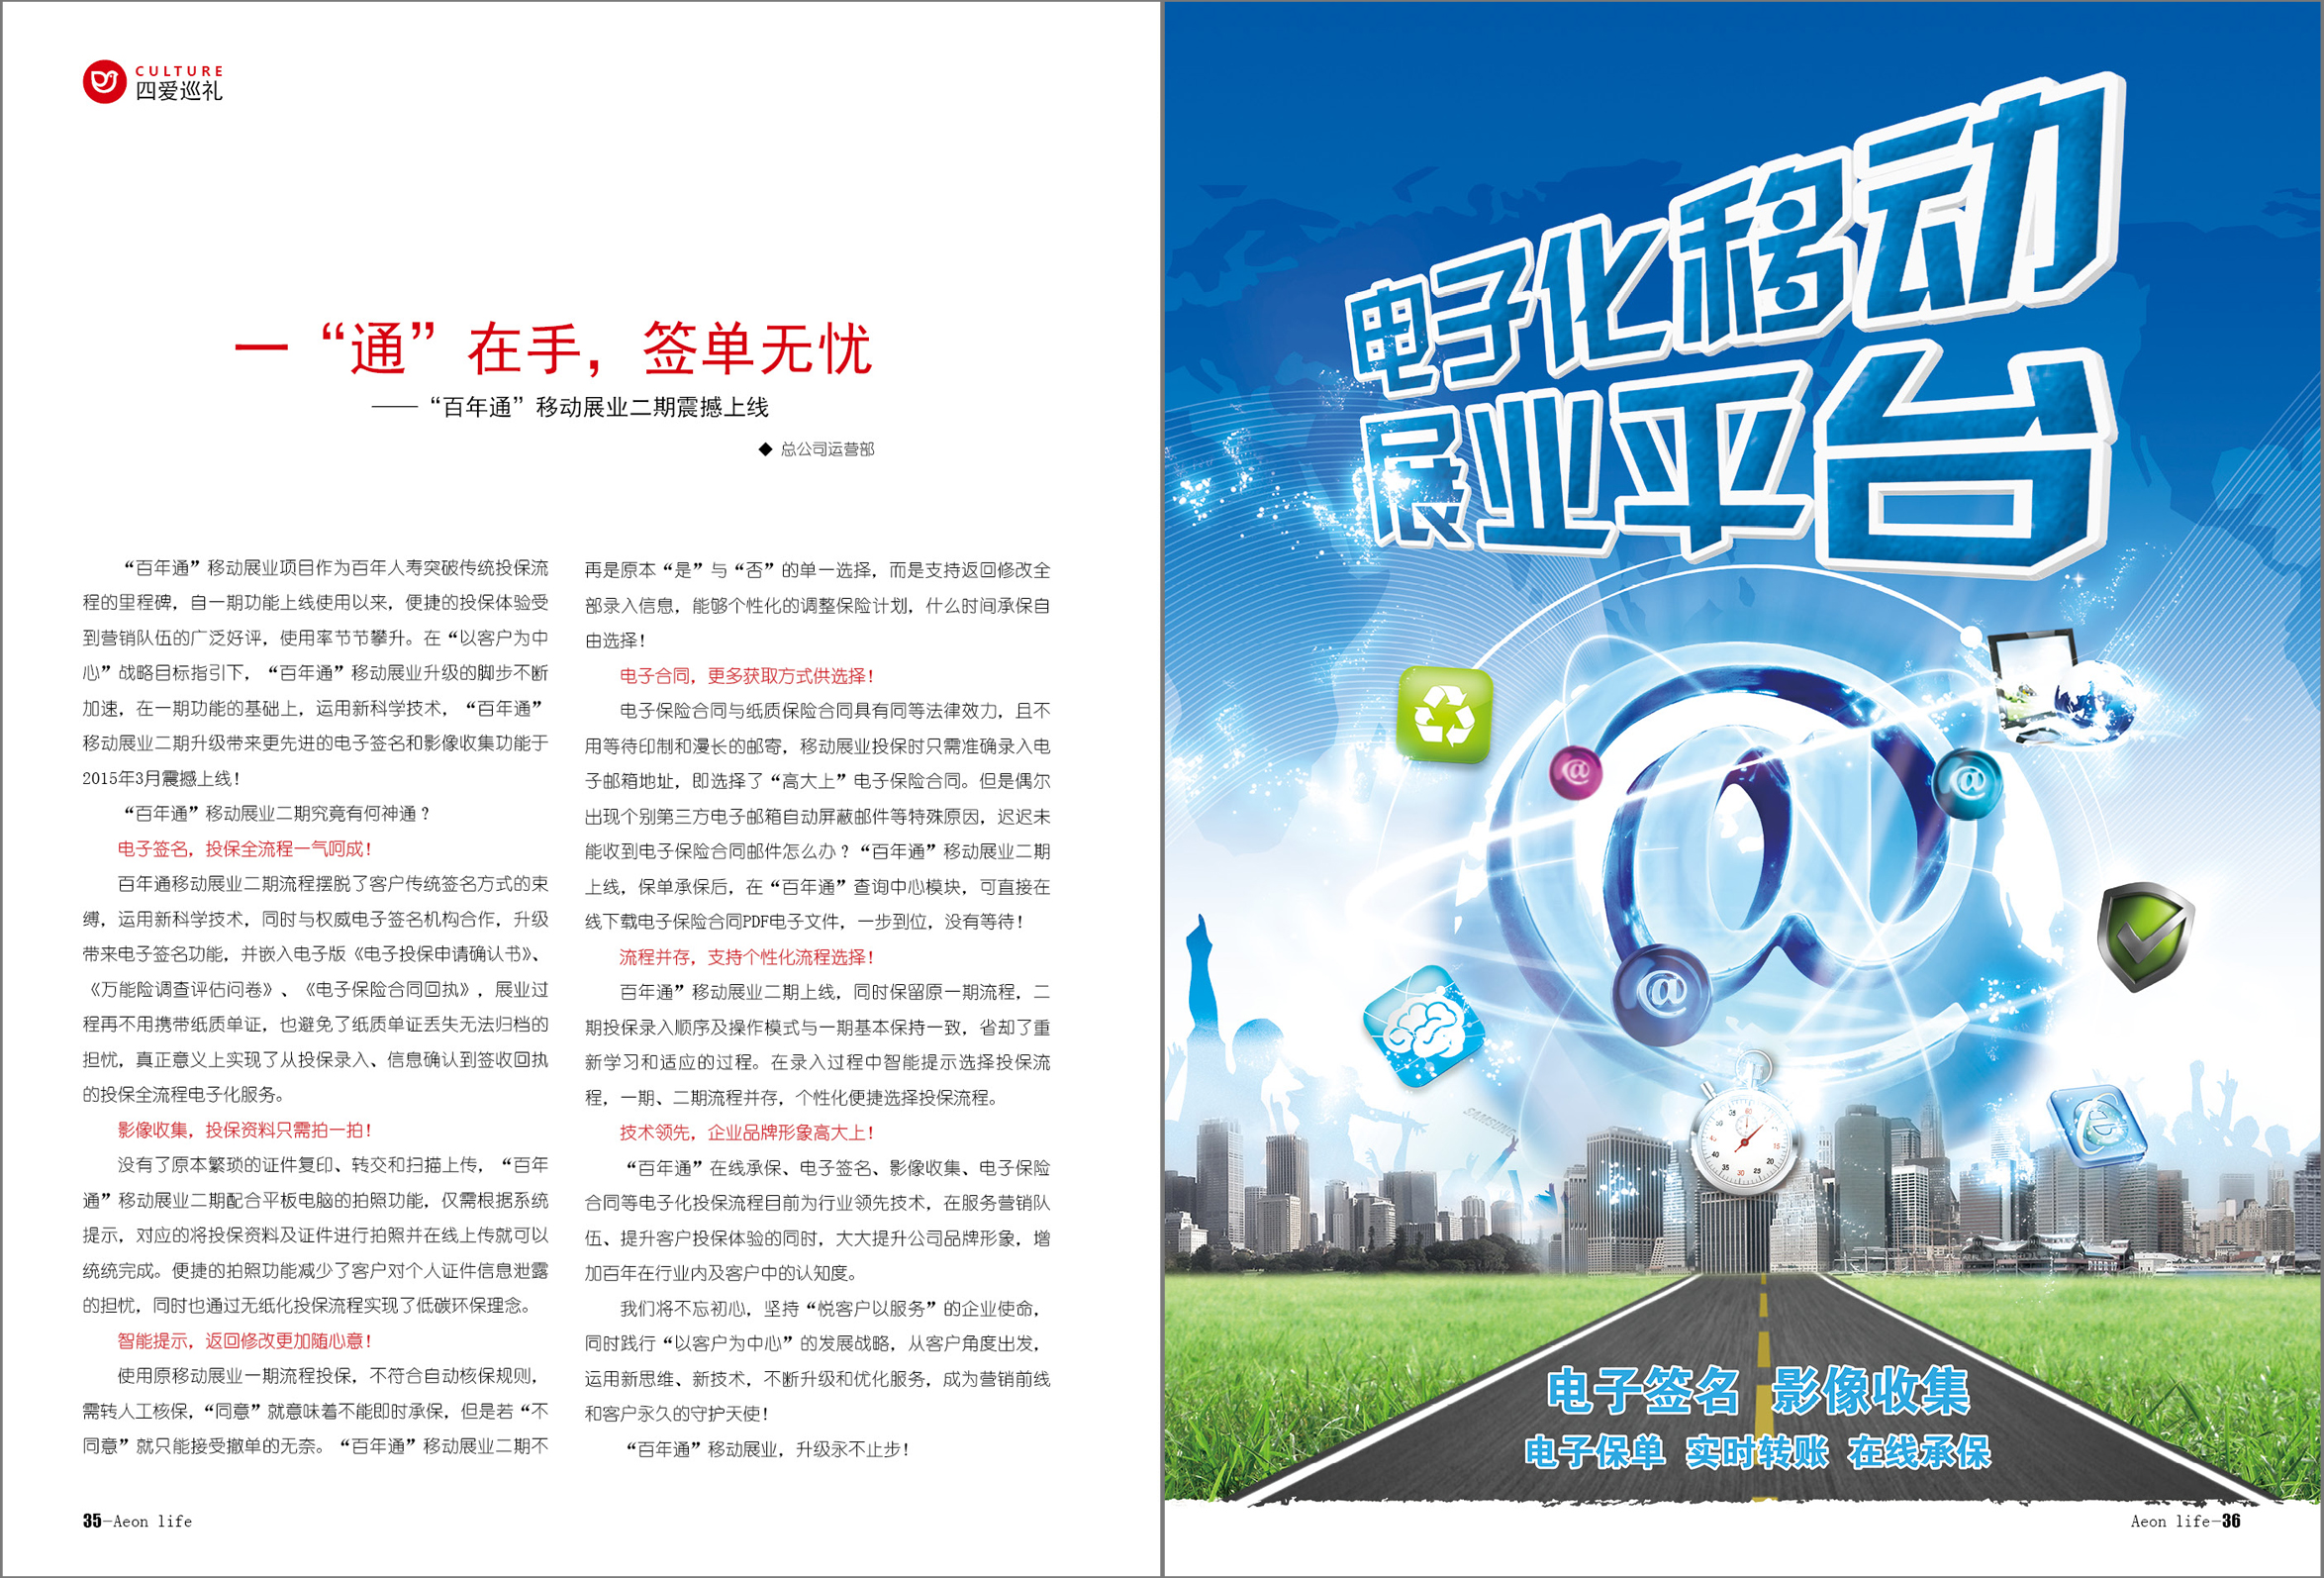 CULTURE
四爱巡礼
一“通”在手，签单无忧
——“百年通”移动展业二期震撼上线
◆ 总公司运营部
“百年通”移动展业项目作为百年人寿突破传统投保流
程的里程碑，自一期功能上线使用以来，便捷的投保体验受
到营销队伍的广泛好评，使用率节节攀升。在“以客户为中
心”战略目标指引下，“百年通”移动展业升级的脚步不断
加速，在一期功能的基础上，运用新科学技术，“百年通”
移动展业二期升级带来更先进的电子签名和影像收集功能于
2015年3月震撼上线！
“百年通”移动展业二期究竟有何神通？
电子签名，投保全流程一气呵成！
百年通移动展业二期流程摆脱了客户传统签名方式的束
缚，运用新科学技术，同时与权威电子签名机构合作，升级
带来电子签名功能，并嵌入电子版《电子投保申请确认书》、
《万能险调查评估问卷》、《电子保险合同回执》，展业过
程再不用携带纸质单证，也避免了纸质单证丢失无法归档的
担忧，真正意义上实现了从投保录入、信息确认到签收回执
的投保全流程电子化服务。
影像收集，投保资料只需拍一拍！
没有了原本繁琐的证件复印、转交和扫描上传，“百年
通”移动展业二期配合平板电脑的拍照功能，仅需根据系统
提示，对应的将投保资料及证件进行拍照并在线上传就可以
统统完成。便捷的拍照功能减少了客户对个人证件信息泄露
的担忧，同时也通过无纸化投保流程实现了低碳环保理念。
智能提示，返回修改更加随心意！
使用原移动展业一期流程投保，不符合自动核保规则，
需转人工核保，“同意”就意味着不能即时承保，但是若“不
同意”就只能接受撤单的无奈。“百年通”移动展业二期不
再是原本“是”与“否”的单一选择，而是支持返回修改全
部录入信息，能够个性化的调整保险计划，什么时间承保自
由选择！
电子合同，更多获取方式供选择！
电子保险合同与纸质保险合同具有同等法律效力，且不
用等待印制和漫长的邮寄，移动展业投保时只需准确录入电
子邮箱地址，即选择了“高大上”电子保险合同。但是偶尔
出现个别第三方电子邮箱自动屏蔽邮件等特殊原因，迟迟未
能收到电子保险合同邮件怎么办？“百年通”移动展业二期
上线，保单承保后，在“百年通”查询中心模块，可直接在
线下载电子保险合同PDF电子文件，一步到位，没有等待！
流程并存，支持个性化流程选择！
百年通”移动展业二期上线，同时保留原一期流程，二
期投保录入顺序及操作模式与一期基本保持一致，省却了重
新学习和适应的过程。在录入过程中智能提示选择投保流
程，一期、二期流程并存，个性化便捷选择投保流程。
技术领先，企业品牌形象高大上！
“百年通”在线承保、电子签名、影像收集、电子保险
合同等电子化投保流程目前为行业领先技术，在服务营销队
伍、提升客户投保体验的同时，大大提升公司品牌形象，增
加百年在行业内及客户中的认知度。
我们将不忘初心，坚持“悦客户以服务”的企业使命，
同时践行“以客户为中心”的发展战略，从客户角度出发，
运用新思维、新技术，不断升级和优化服务，成为营销前线
和客户永久的守护天使！
“百年通”移动展业，升级永不止步！
35—Aeon life
电子化移动
展业平台
SAMSUNG
电子签名 影像收集
电子保单 实时转账 在线承保
Aeon life—36